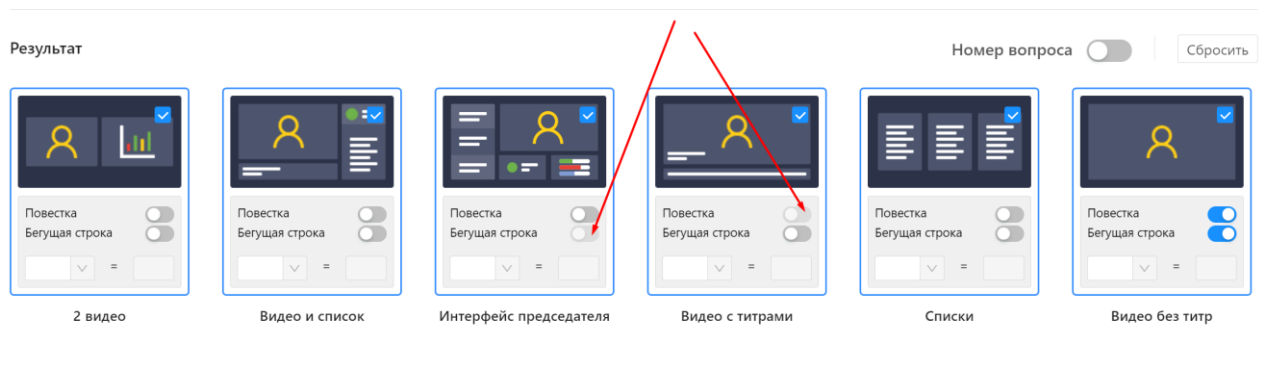 Результат
Номер вопроса
Сбросить
Повестка
Бегущая строка
=
2 видео
Повестка
Бегущая строка
=
Видео и список
Повестка
Бегущая строка
=
Интерфейс председателя
Повестка
Бегущая строка
=
Видео с титрами
Повестка
Бегущая строка
=
Списки
Повестка
Бегущая строка
=
Видео без титр